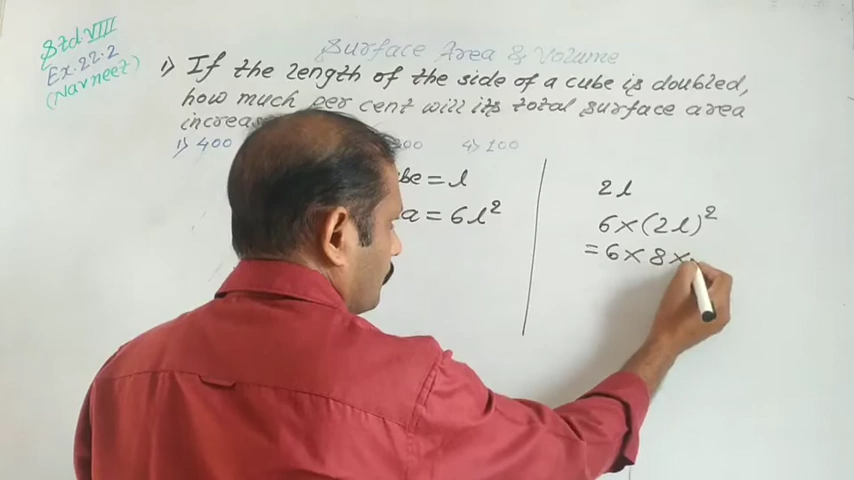 Std. VIII
Ex. 22.2
(Navneet)
Surface Area & Volume
1) If the length of the side of a cube is doubled,
how much per cent will its total surface area
increas
1) 400 300 4) 100
be = l
a = 6l²
2l
6×(2l)²
= 6×8×